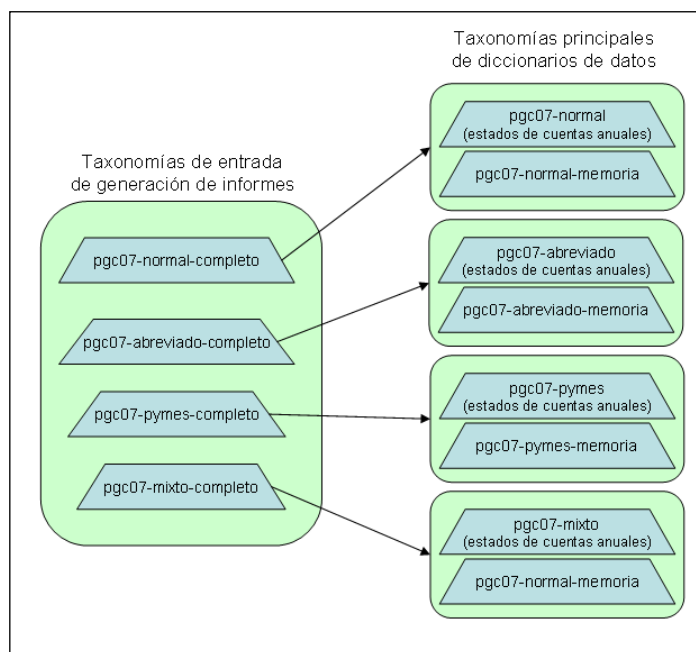 Taxonomías principales
de diccionarios de datos
pgc07-normal
(estados de cuentas anuales)
pgc07-normal-memoria
Taxonomías de entrada
de generación de informes
pgc07-normal-completo
pgc07-abreviado-completo
pgc07-pymes-completo
pgc07-mixto-completo
pgc07-abreviado
(estados de cuentas anuales)
pgc07-abreviado-memoria
pgc07-pymes
(estados de cuentas anuales)
pgc07-pymes-memoria
pgc07-mixto
(estados de cuentas anuales)
pgc07-normal-memoria